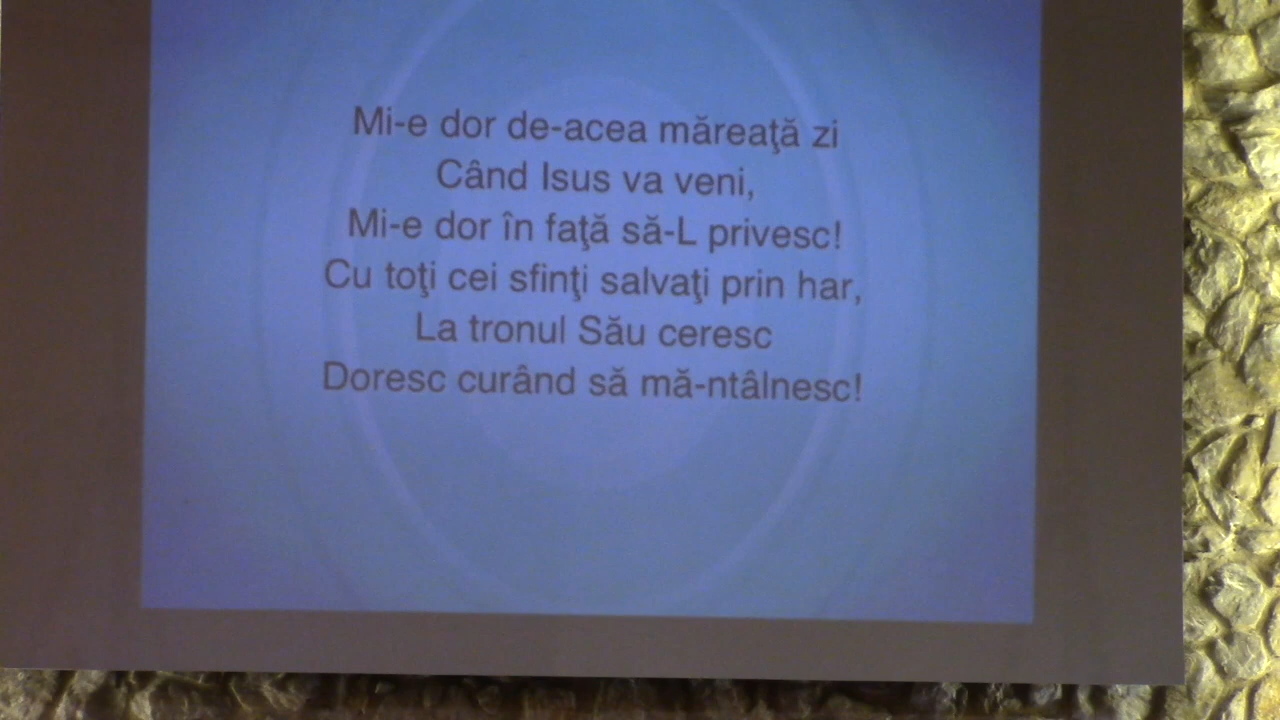 Mi-e dor de-acea măreaţă zi
Când Isus va veni,
Mi-e dor în faţă să-L privesc!
Cu toţi cei sfinţi salvaţi prin har,
La tronul Său ceresc
Doresc curând să mă-ntâlnesc!